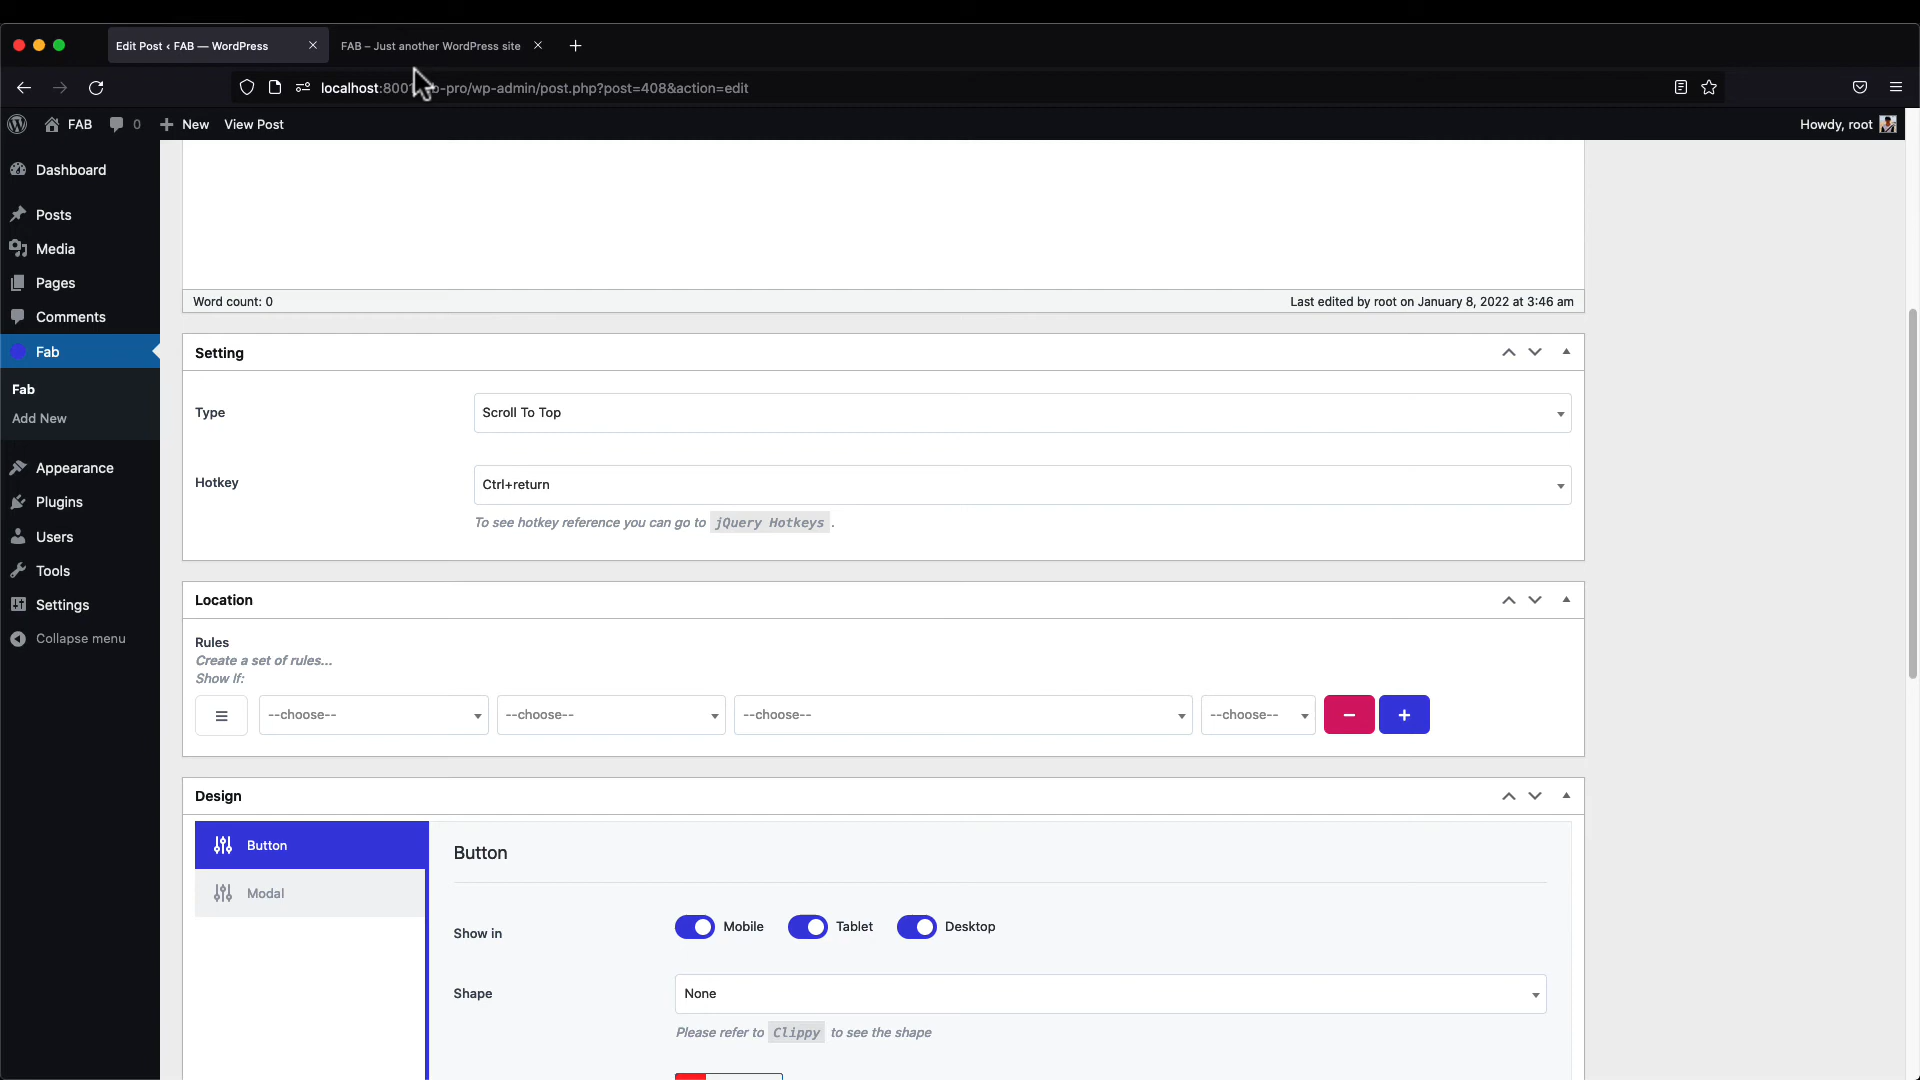 Edit Post ‹ FAB — WordPress
FAB – Just another WordPress site
localhost:800 -pro/wp-admin/post.php?post=408&action=edit
FAB 0 New View Post
Howdy, root
Dashboard
Posts
Media
Pages
Comments
Fab
Fab
Add New
Appearance
Plugins
Users
Tools
Settings
Collapse menu
Word count: 0
Last edited by root on January 8, 2022 at 3:46 am
Setting
Type
Scroll To Top
Hotkey
Ctrl+return
To see hotkey reference you can go to jQuery Hotkeys .
Location
Rules
Create a set of rules...
Show If:
--choose-- --choose-- --choose-- --choose--
Design
Button
Modal
Button
Show in
Mobile Tablet Desktop
Shape
None
Please refer to Clippy to see the shape